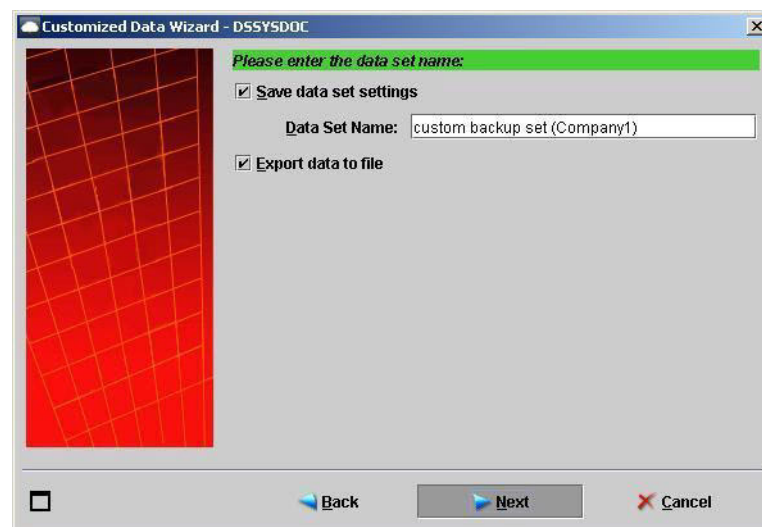 Customized Data Wizard - DSSYSDOC
Please enter the data set name:
Save data set settings
Data Set Name: custom backup set (Company1)
Export data to file
Back Next Cancel